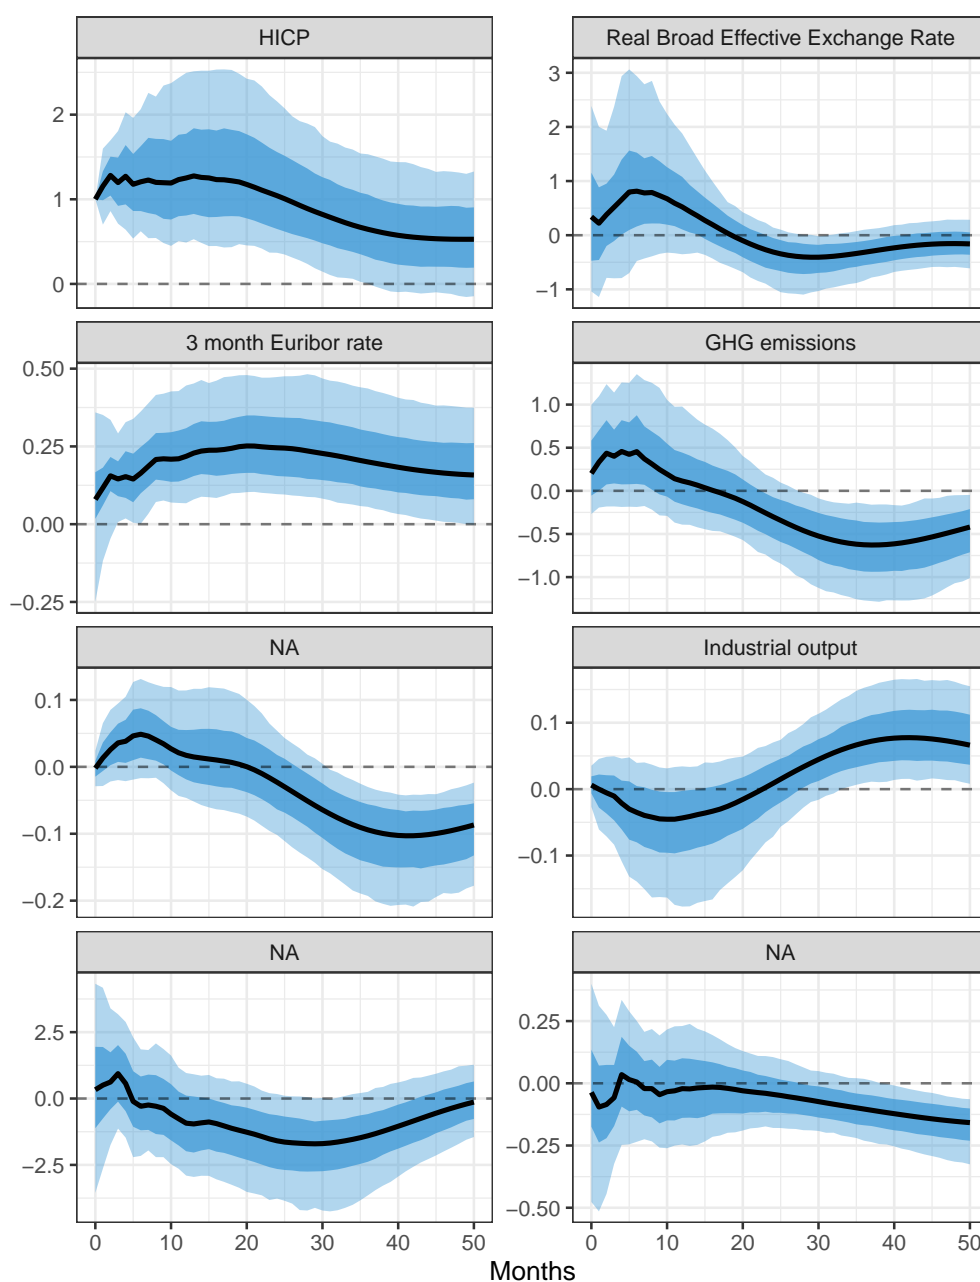 HICP
Real Broad Effective Exchange Rate
2
1
0
3
2
1
0
−1
3 month Euribor rate
GHG emissions
0.50
0.25
0.00
−0.25
1.0
0.5
0.0
−0.5
−1.0
NA
Industrial output
0.1
0.0
−0.1
−0.2
0.1
0.0
−0.1
NA
NA
2.5
0.0
−2.5
0.25
0.00
−0.25
−0.50
0 10 20 30 40 50
0 10 20 30 40 50
Months